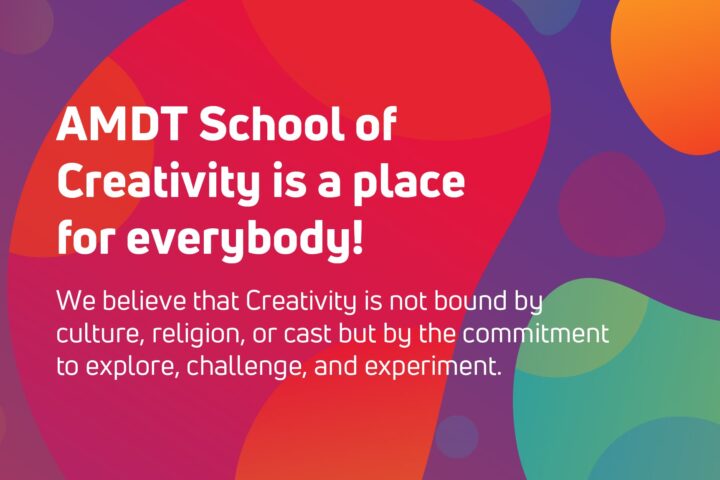 AMDT School of
Creativity is a place
for everybody!
We believe that Creativity is not bound by
culture, religion, or cast but by the commitment
to explore, challenge, and experiment.